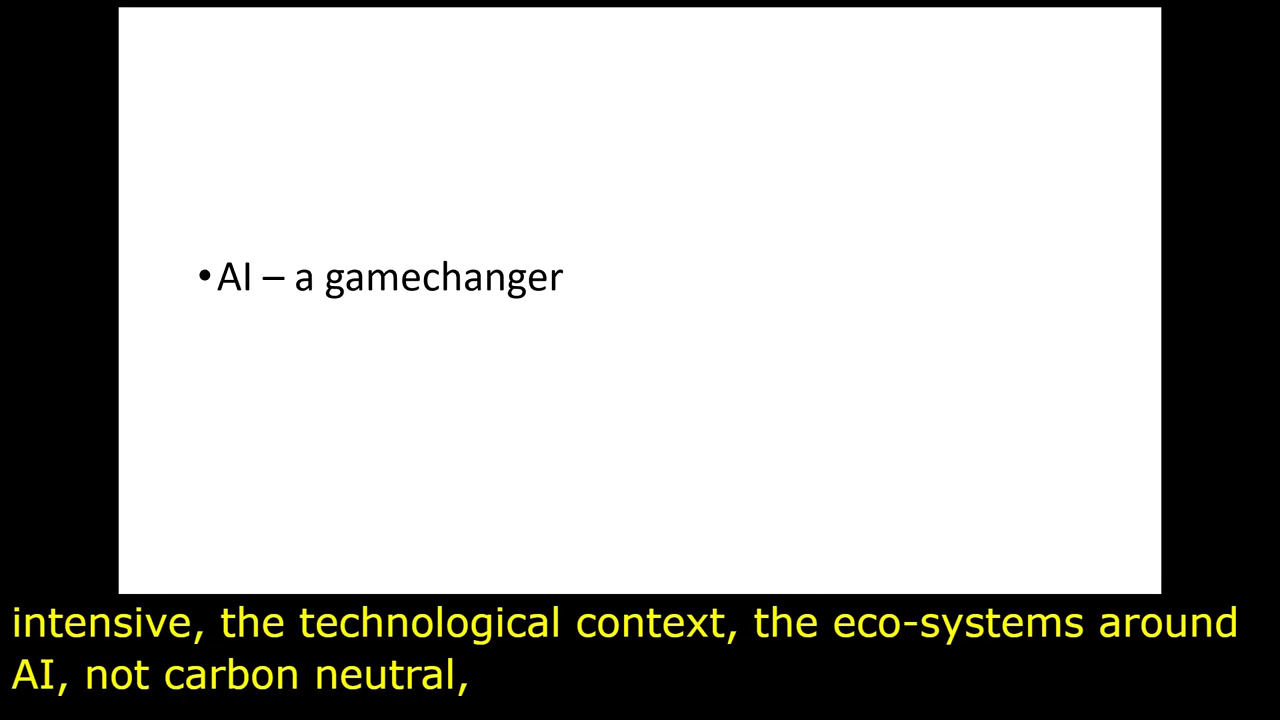 •AI – a gamechanger
intensive, the technological context, the eco-systems around
AI, not carbon neutral,